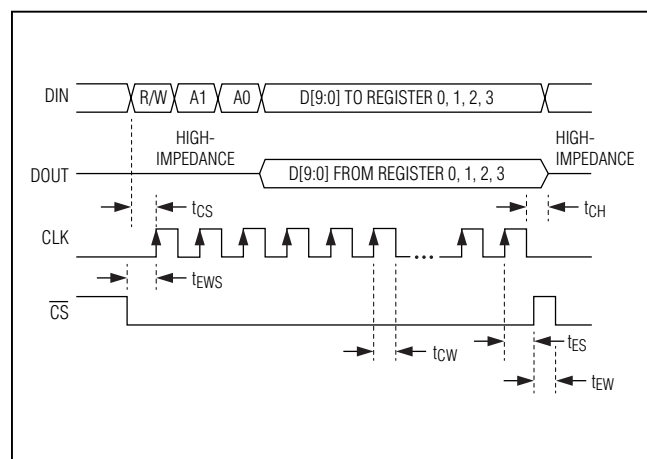 DIN
R/W
A1
A0
D[9:0] TO REGISTER 0, 1, 2, 3
HIGH-
IMPEDANCE
HIGH-
IMPEDANCE
DOUT
D[9:0] FROM REGISTER 0, 1, 2, 3
tCS
tCH
CLK
tEWS
CS
tCW
tES
tEW